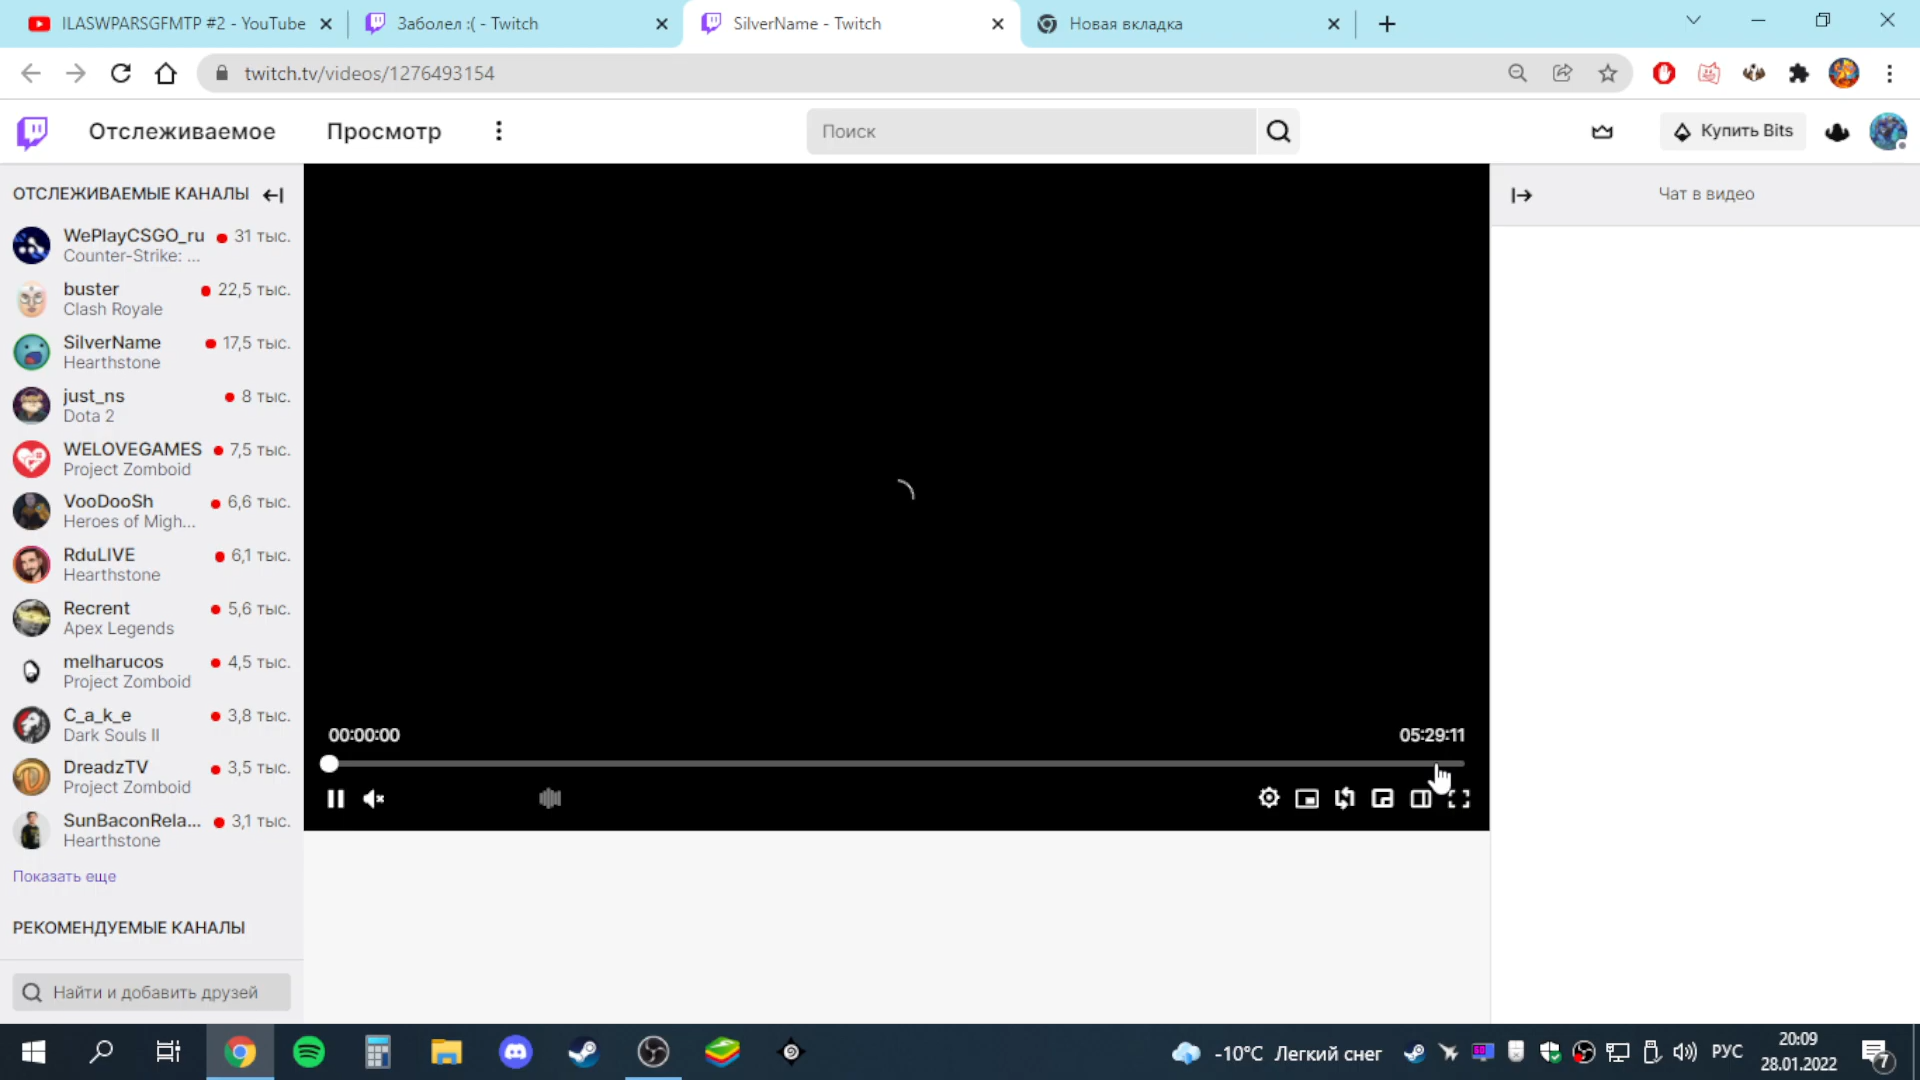 ILASWPARSGFMTP #2 - YouTube
Заболел :( - Twitch
SilverName - Twitch
Новая вкладка
twitch.tv/videos/1276493154
Отслеживаемое
Просмотр
Поиск
Купить Bits
ОТСЛЕЖИВАЕМЫЕ КАНАЛЫ
WePlayCSGO_ru 31 тыс.
Counter-Strike: ...
buster 22,5 тыс.
Clash Royale
SilverName 17,5 тыс.
Hearthstone
just_ns 8 тыс.
Dota 2
WELOVEGAMES 7,5 тыс.
Project Zomboid
VooDooSh 6,6 тыс.
Heroes of Migh...
RduLIVE 6,1 тыс.
Hearthstone
Recrent 5,6 тыс.
Apex Legends
melharucos 4,5 тыс.
Project Zomboid
C_a_k_e 3,8 тыс.
Dark Souls II
DreadzTV 3,5 тыс.
Project Zomboid
SunBaconRela... 3,1 тыс.
Hearthstone
Показать еще
РЕКОМЕНДУЕМЫЕ КАНАЛЫ
Найти и добавить друзей
00:00:00
05:29:11
Чат в видео
-10°C Легкий снег
РУС
20:09
28.01.2022
7